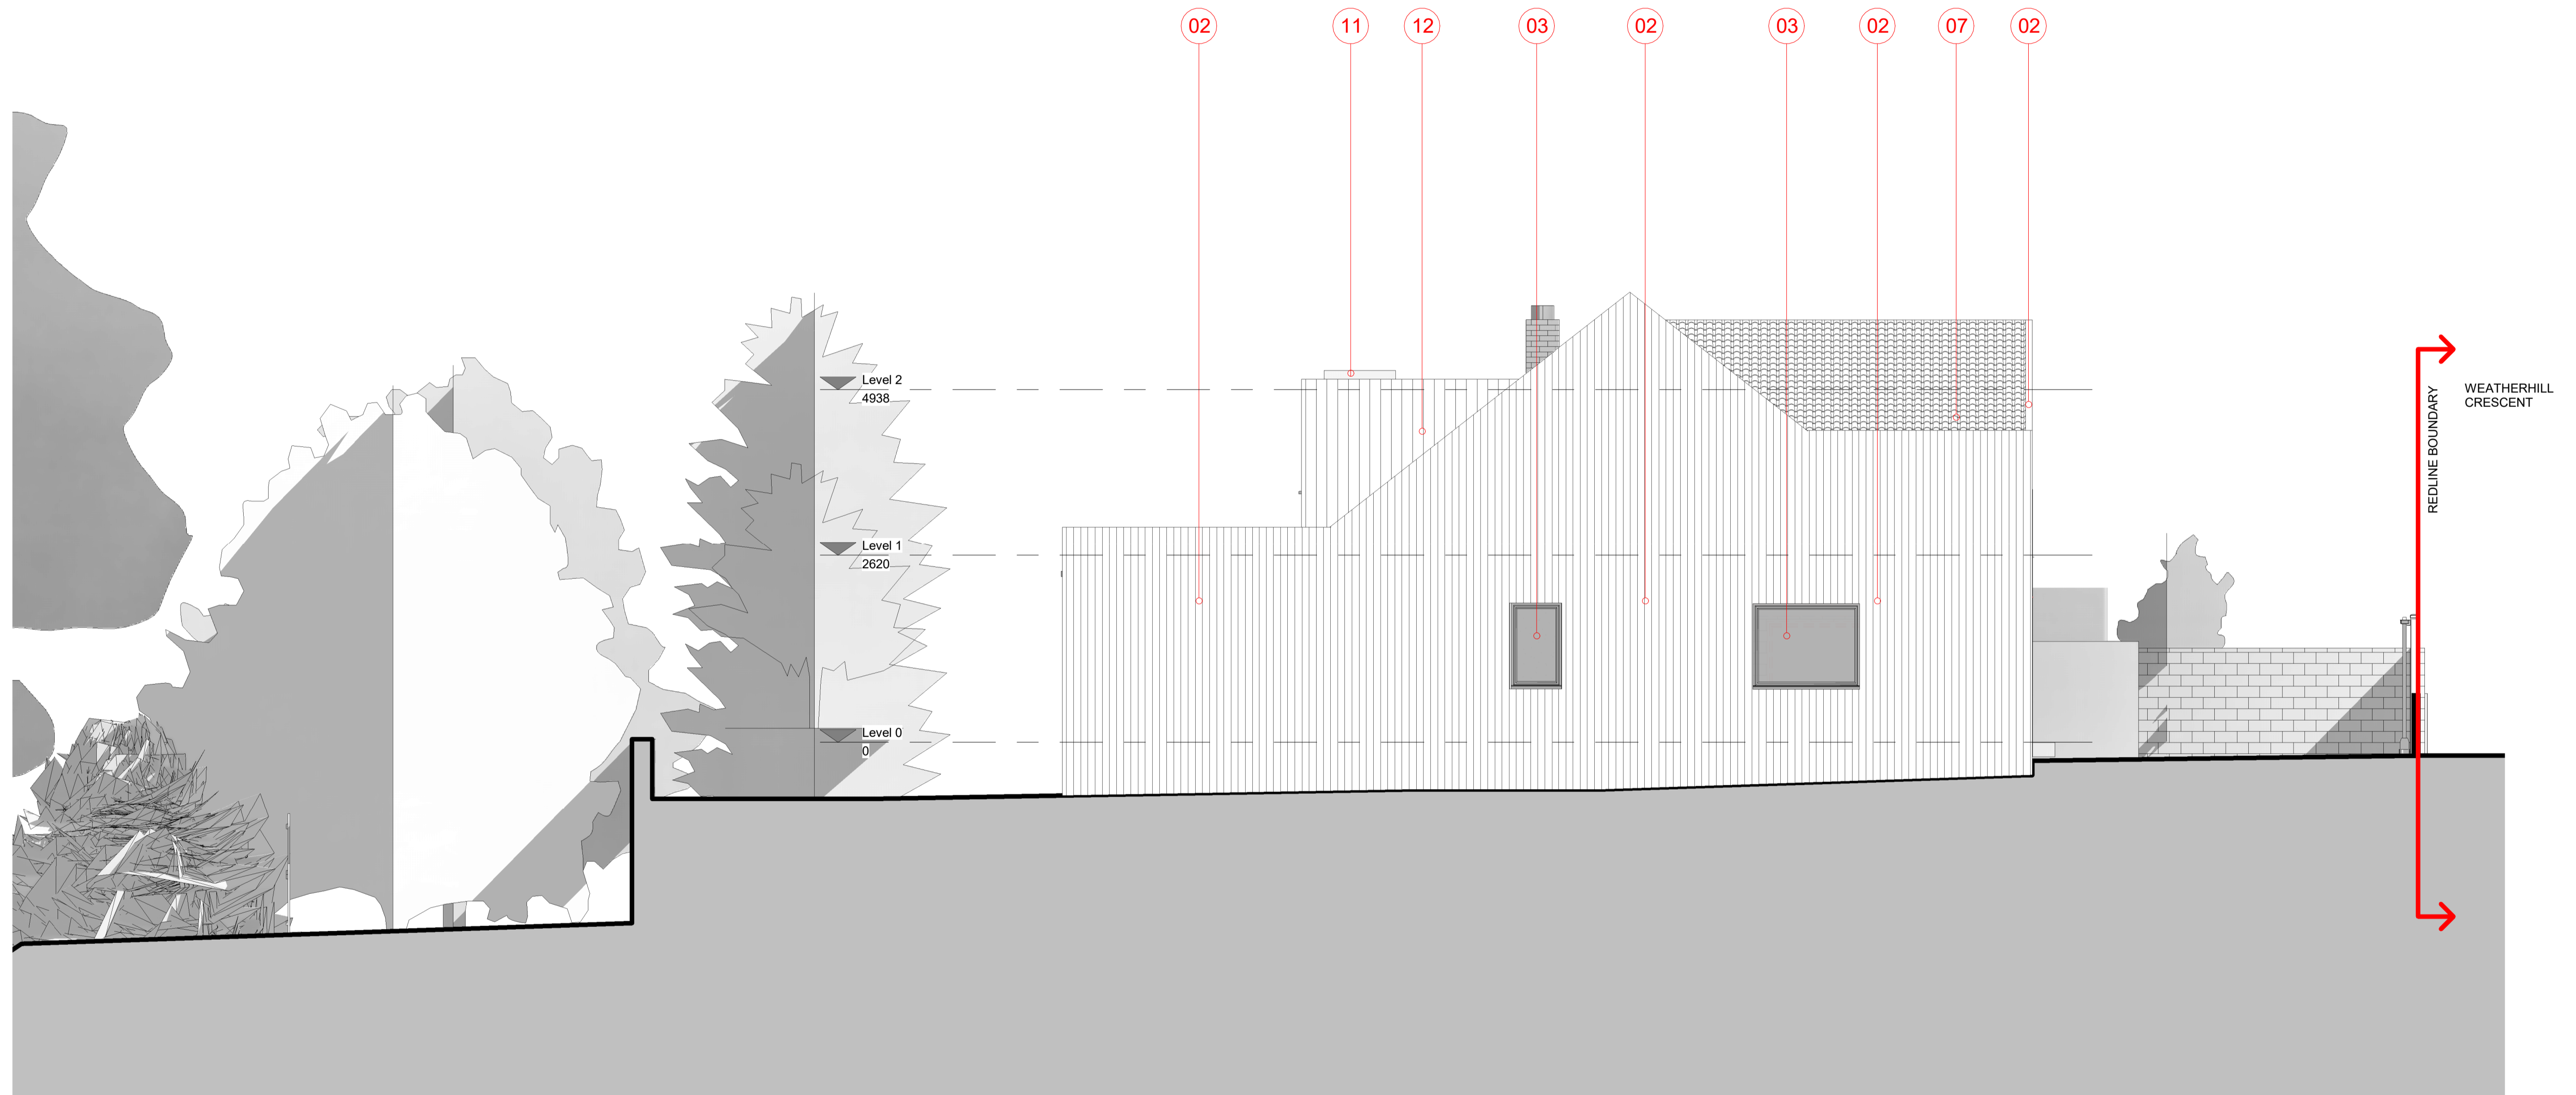 02
11
12
03
02
03
02
07
02
Level 2
4938
Level 1
2620
Level 0
0
REDLINE BOUNDARY
WEATHERHILL
CRESCENT